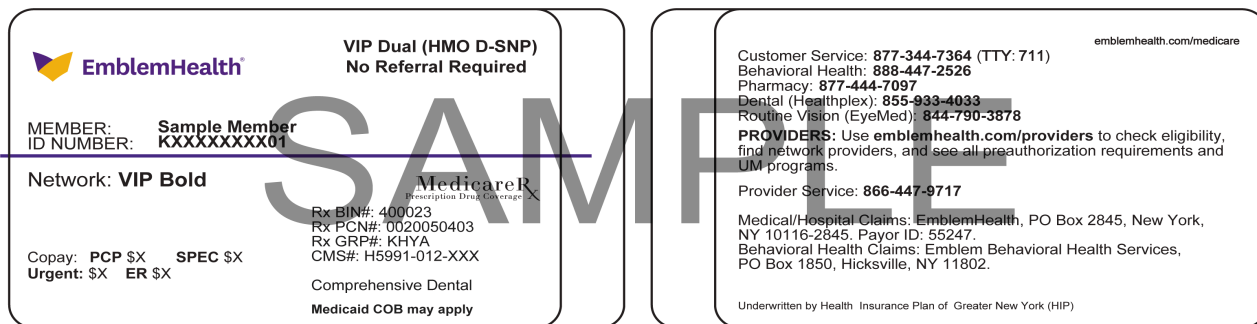 EmblemHealth®
VIP Dual (HMO D-SNP)
No Referral Required
MEMBER: Sample Member
ID NUMBER: KXXXXXXXX01
Network: VIP Bold
MedicareRx
Prescription Drug Coverage
Rx BIN#: 400023
Rx PCN#: 0020050403
Rx GRP#: KHYA
CMS#: H5991-012-XXX
Copay: PCP $X SPEC $X
Urgent: $X ER $X
Comprehensive Dental
Medicaid COB may apply
SAMPLE
emblemhealth.com/medicare
Customer Service: 877-344-7364 (TTY: 711)
Behavioral Health: 888-447-2526
Pharmacy: 877-444-7097
Dental (Healthplex): 855-933-4033
Routine Vision (EyeMed): 844-790-3878
PROVIDERS: Use emblemhealth.com/providers to check eligibility,
find network providers, and see all preauthorization requirements and
UM programs.
Provider Service: 866-447-9717
Medical/Hospital Claims: EmblemHealth, PO Box 2845, New York,
NY 10116-2845. Payor ID: 55247.
Behavioral Health Claims: Emblem Behavioral Health Services,
PO Box 1850, Hicksville, NY 11802.
Underwritten by Health Insurance Plan of Greater New York (HIP)